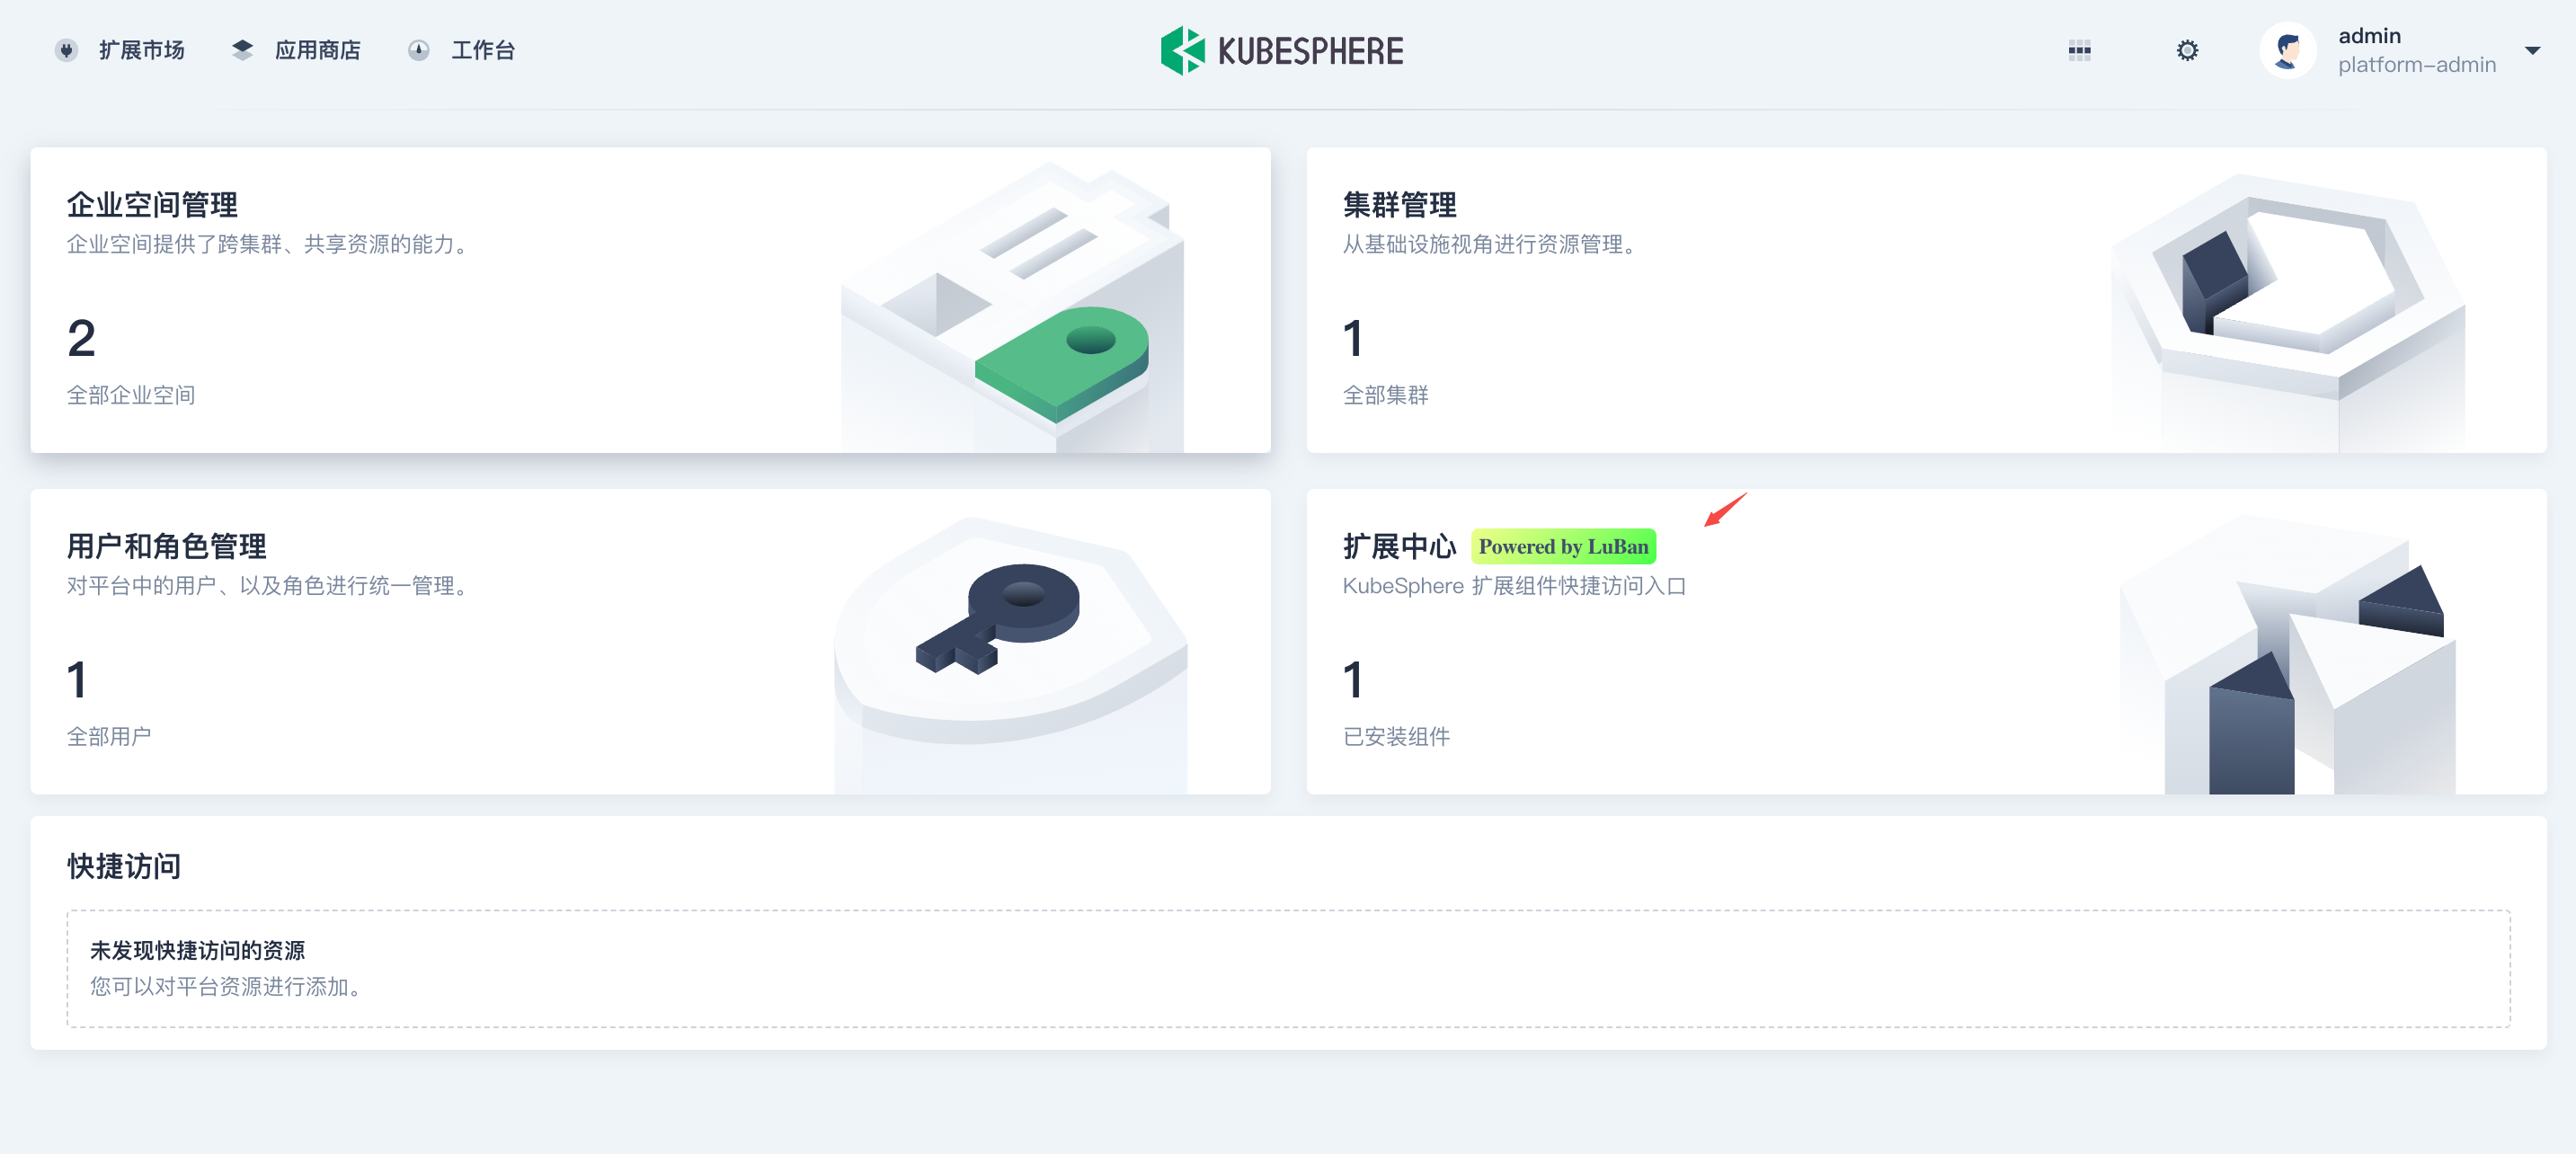 扩展市场
应用商店
工作台
KUBESPHERE
admin
platform-admin
企业空间管理
企业空间提供了跨集群、共享资源的能力。
2
全部企业空间
集群管理
从基础设施视角进行资源管理。
1
全部集群
用户和角色管理
对平台中的用户、以及角色进行统一管理。
1
全部用户
扩展中心 Powered by LuBan
KubeSphere 扩展组件快捷访问入口
1
已安装组件
快捷访问
未发现快捷访问的资源
您可以对平台资源进行添加。